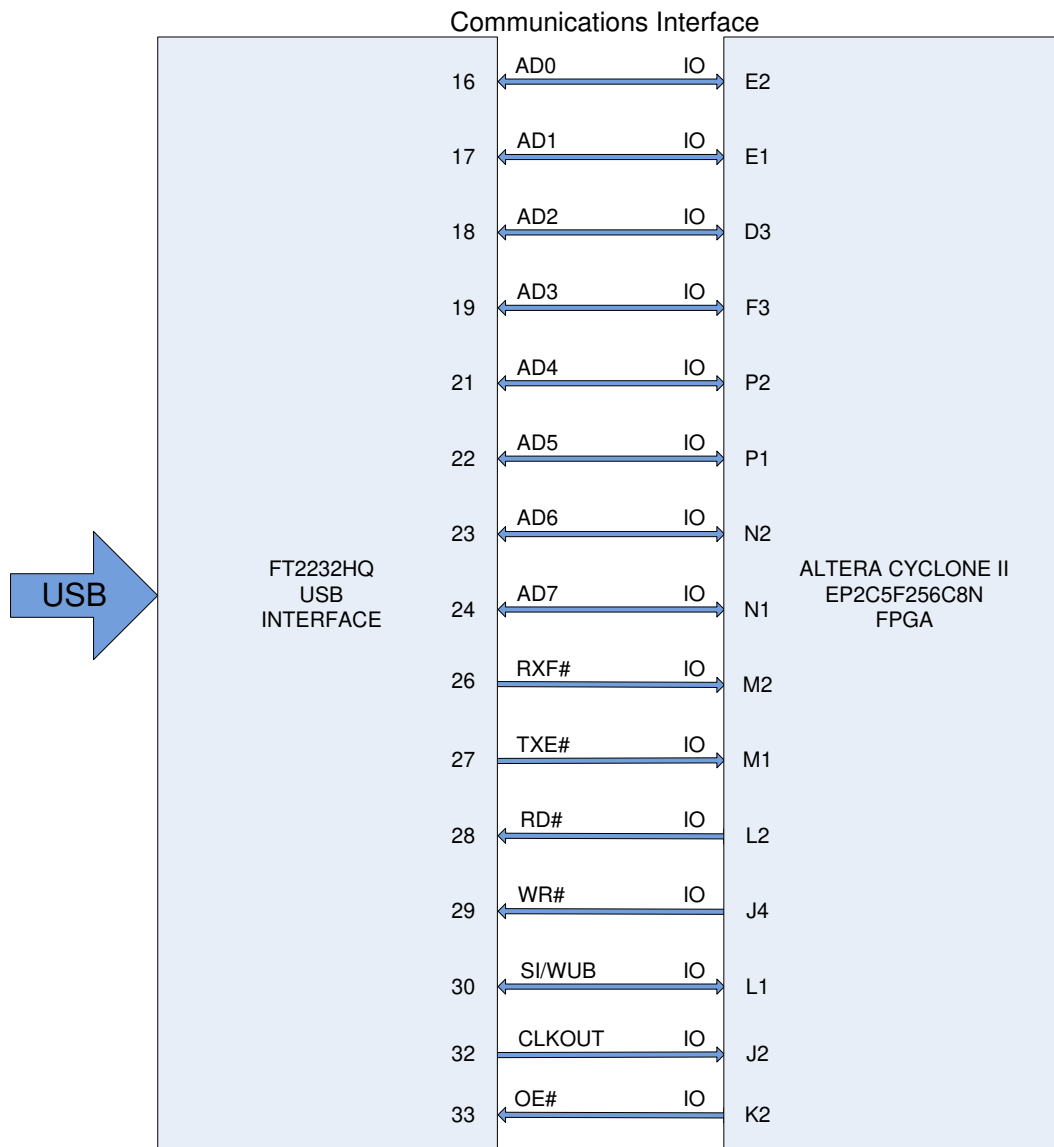 Communications Interface
16 AD0 IO E2
17 AD1 IO E1
18 AD2 IO D3
19 AD3 IO F3
21 AD4 IO P2
22 AD5 IO P1
23 AD6 IO N2
FT2232HQ
USB
INTERFACE
ALTERA CYCLONE II
EP2C5F256C8N
FPGA
USB
24 AD7 IO N1
26 RXF# IO M2
27 TXE# IO M1
28 RD# IO L2
29 WR# IO J4
30 SI/WUB IO L1
32 CLKOUT IO J2
33 OE# IO K2